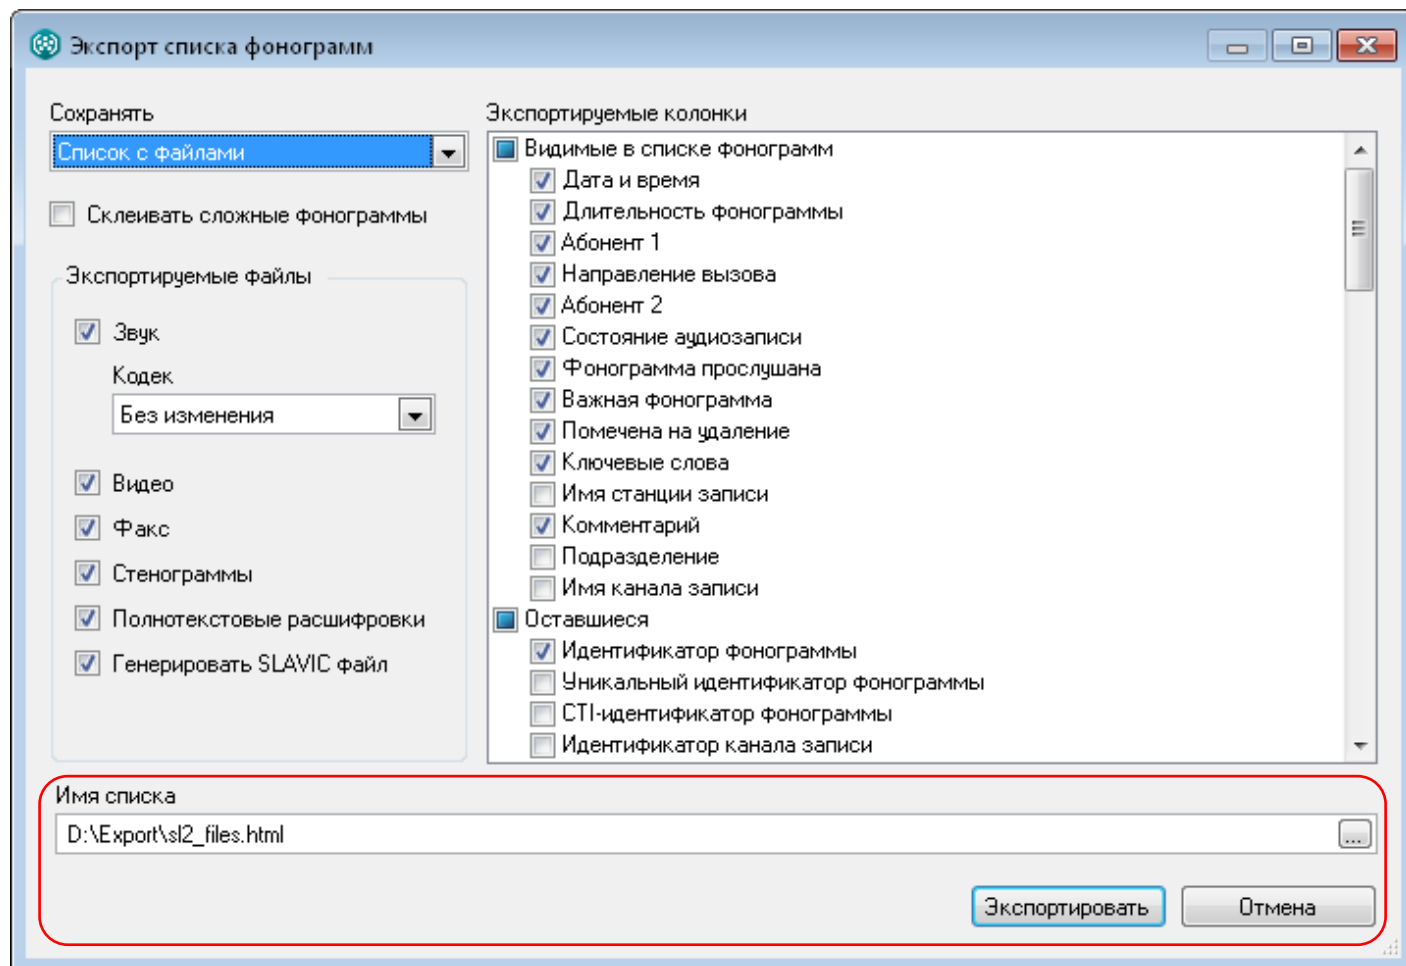 Экспорт списка фонограмм
Сохранять
Список с файлами
Склеивать сложные фонограммы
Экспортируемые файлы
Звук
Кодек
Без изменения
Видео
Факс
Стенограммы
Полнотекстовые расшифровки
Генерировать SLAVIC файл
Экспортируемые колонки
Видимые в списке фонограмм
Дата и время
Длительность фонограммы
Абонент 1
Направление вызова
Абонент 2
Состояние аудиозаписи
Фонограмма прослушана
Важная фонограмма
Помечена на удаление
Ключевые слова
Имя станции записи
Комментарий
Подразделение
Имя канала записи
Оставшиеся
Идентификатор фонограммы
Уникальный идентификатор фонограммы
CTI-идентификатор фонограммы
Идентификатор канала записи
Имя списка
D:\Export\sl2_files.html
...
Экспортировать
Отмена